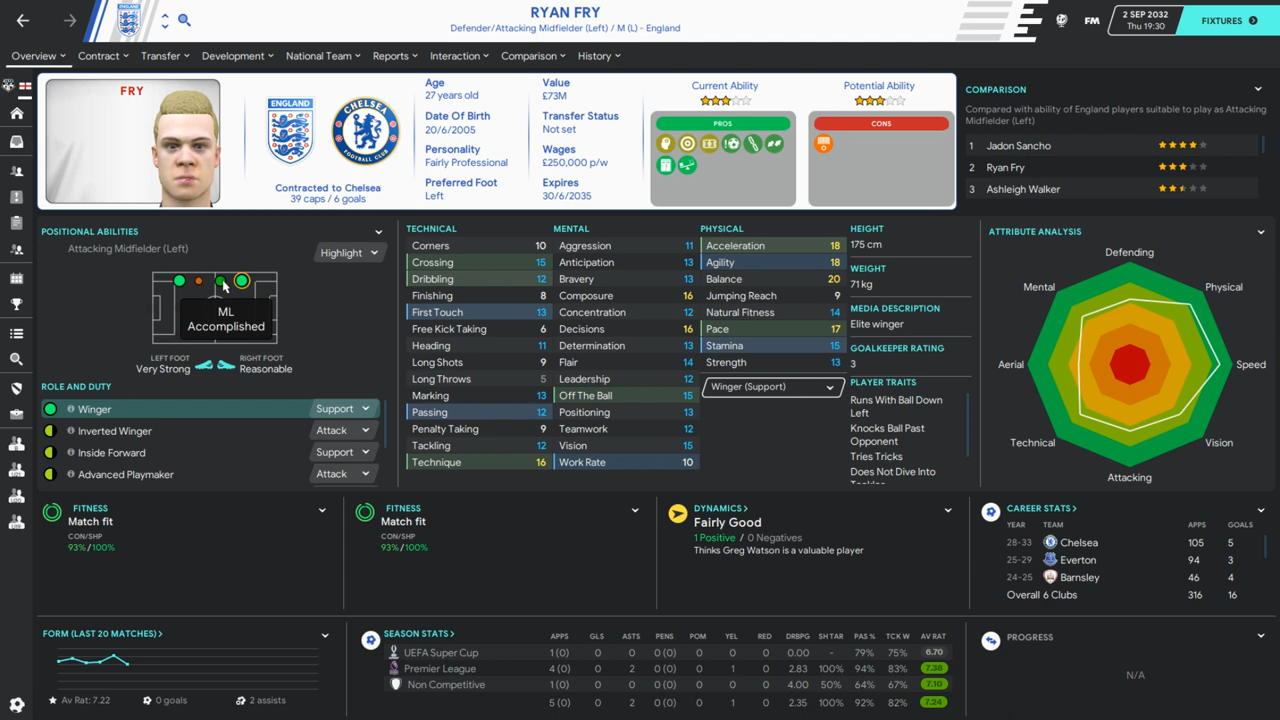 RYAN FRY
Defender/Attacking Midfielder (Left) / M (L) - England
FM
2 SEP 2032
Thu 19:30
FIXTURES
Overview Contract Transfer Development National Team Reports Interaction Comparison History
FRY
ENGLAND
CHELSEA
FOOTBALL CLUB
Contracted to Chelsea
39 caps / 6 goals
Age
27 years old
Date Of Birth
20/6/2005
Personality
Fairly Professional
Preferred Foot
Left
Value
£73M
Transfer Status
Not set
Wages
£250,000 p/w
Expires
30/6/2035
Current Ability
PROS
Potential Ability
CONS
COMPARISON
Compared with ability of England players suitable to play as Attacking
Midfielder (Left)
1 Jadon Sancho
2 Ryan Fry
3 Ashleigh Walker
POSITIONAL ABILITIES
Attacking Midfielder (Left)
Highlight
ML
Accomplished
LEFT FOOT
Very Strong
RIGHT FOOT
Reasonable
ROLE AND DUTY
Winger Support
Inverted Winger Attack
Inside Forward Support
Advanced Playmaker Attack
TECHNICAL
Corners 10
Crossing 15
Dribbling 12
Finishing 8
First Touch 13
Free Kick Taking 6
Heading 11
Long Shots 9
Long Throws 5
Marking 13
Passing 12
Penalty Taking 9
Tackling 12
Technique 16
MENTAL
Aggression 11
Anticipation 13
Bravery 13
Composure 16
Concentration 12
Decisions 16
Determination 13
Flair 14
Leadership 12
Off The Ball 15
Positioning 13
Teamwork 12
Vision 15
Work Rate 10
PHYSICAL
Acceleration 18
Agility 18
Balance 20
Jumping Reach 9
Natural Fitness 14
Pace 17
Stamina 15
Strength 13
Winger (Support)
HEIGHT
175 cm
WEIGHT
71 kg
MEDIA DESCRIPTION
Elite winger
GOALKEEPER RATING
3
PLAYER TRAITS
Runs With Ball Down
Left
Knocks Ball Past
Opponent
Tries Tricks
Does Not Dive Into
Tackles
ATTRIBUTE ANALYSIS
Defending
Mental
Physical
Aerial
Speed
Technical
Vision
Attacking
FITNESS
Match fit
CON/SHP
93%/100%
FITNESS
Match fit
CON/SHP
93%/100%
DYNAMICS
Fairly Good
1 Positive / 0 Negatives
Thinks Greg Watson is a valuable player
CAREER STATS
YEAR TEAM APPS GOALS
28-33 Chelsea 105 5
25-29 Everton 94 3
24-25 Barnsley 46 4
Overall 6 Clubs 316 16
FORM (LAST 20 MATCHES)
Av Rat: 7.22 0 goals 2 assists
SEASON STATS
APPS GLS ASTS PENS POM YEL RED DRBPG SH TAR PAS % TCK W AV RAT
UEFA Super Cup 1 (0) 0 0 0 (0) 0 0 0 0.00 - 79% 75% 6.70
Premier League 4 (0) 0 2 0 (0) 0 1 0 2.83 100% 94% 83% 7.38
Non Competitive 1 (0) 0 0 0 (0) 0 0 0 4.00 50% 64% 67% 7.10
5 (0) 0 2 0 (0) 0 1 0 2.35 100% 92% 82% 7.24
PROGRESS
N/A